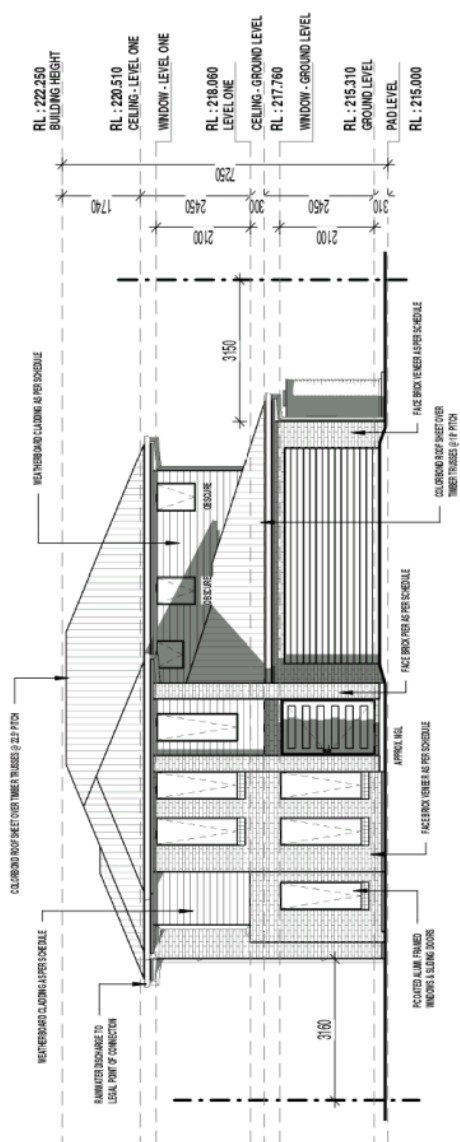 RL : 222.250
BUILDING HEIGHT
RL : 220.510
CEILING - LEVEL ONE
WINDOW - LEVEL ONE
RL : 218.060
LEVEL ONE
CEILING - GROUND LEVEL
RL : 217.760
WINDOW - GROUND LEVEL
RL : 215.310
GROUND LEVEL
PAD LEVEL
RL : 215.000
7250
1740
2450
300
2450
310
2100
2100
3150
WEATHERBOARD CLADDING AS PER SCHEDULE
OBSCURE
OBSCURE
FACE BRICK VENEER AS PER SCHEDULE
COLORBOND ROOF SHEET OVER
TIMBER TRUSSES @ 18° PITCH
FACE BRICK PIER AS PER SCHEDULE
COLORBOND ROOF SHEET OVER TIMBER TRUSSES @ 22.5° PITCH
APPROX. NGL
FACE BRICK VENEER AS PER SCHEDULE
WEATHERBOARD CLADDING AS PER SCHEDULE
P.COATED ALUM. FRAMED
WINDOWS & SLIDING DOORS
RAINWATER DISCHARGE TO
LEGAL POINT OF CONNECTION
3160